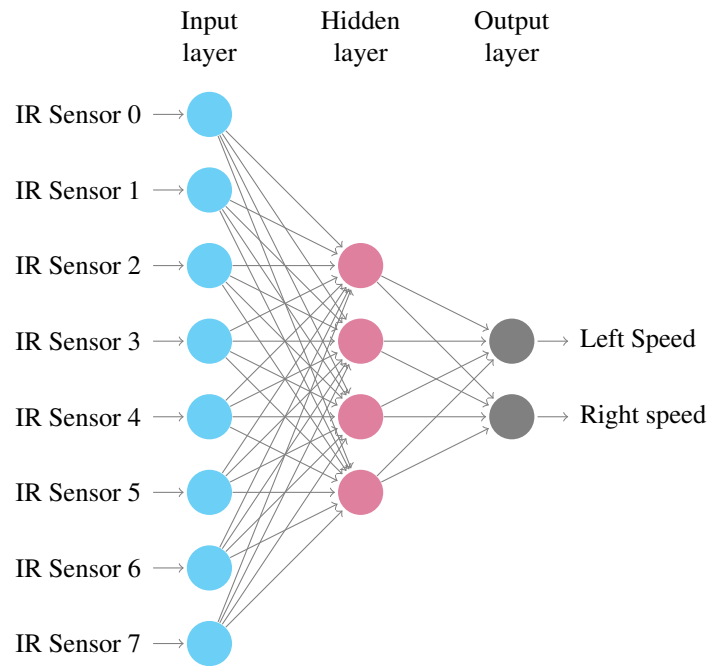 Input
layer
Hidden
layer
Output
layer
IR Sensor 0
IR Sensor 1
IR Sensor 2
IR Sensor 3
IR Sensor 4
IR Sensor 5
IR Sensor 6
IR Sensor 7
Left Speed
Right speed